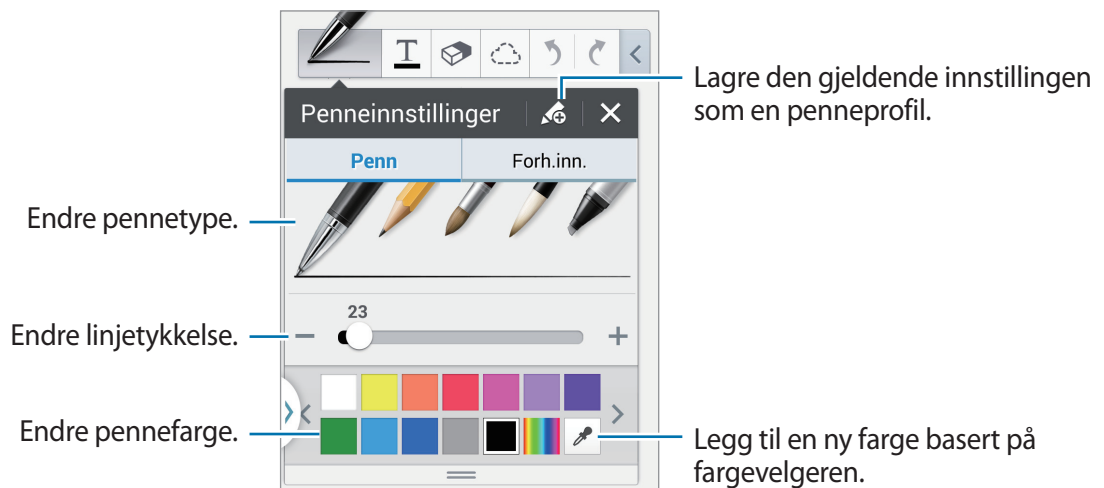 T
Lagre den gjeldende innstillingen
som en penneprofil.
Penneinnstillinger
Penn
Forh.inn.
Endre pennetype.
23
Endre linjetykkelse.
Endre pennefarge.
Legg til en ny farge basert på
fargevelgeren.